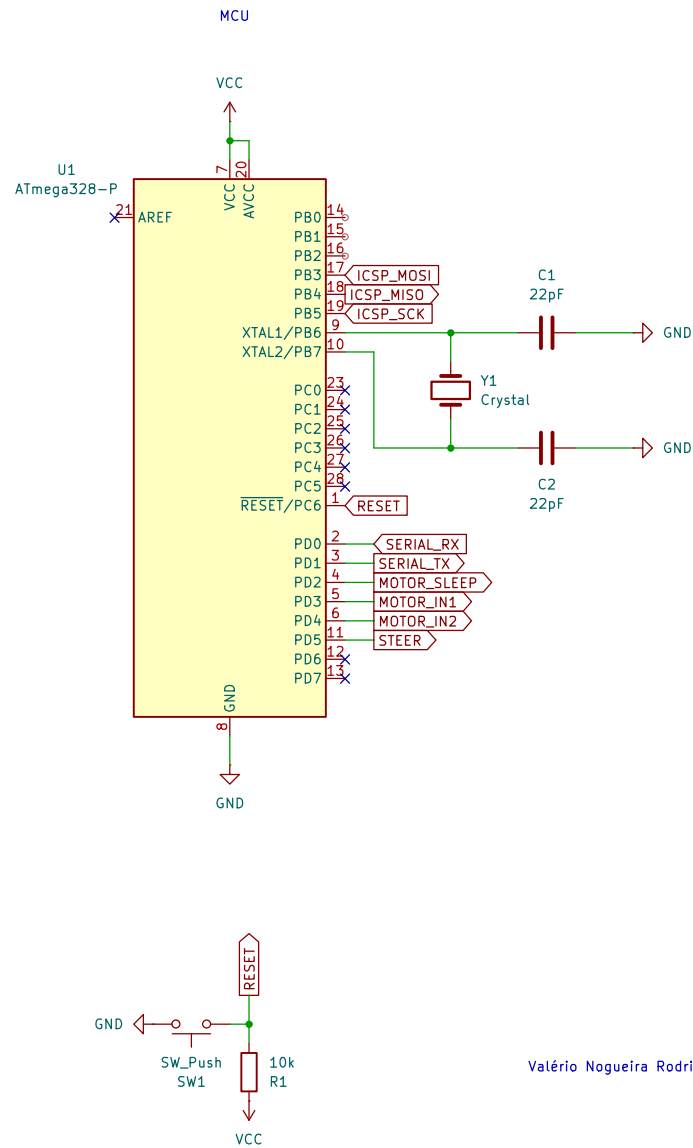 MCU
VCC
U1
ATmega328-P
7
20
VCC
AVCC
21
AREF
PB0
14
PB1
15
PB2
16
PB3
17
ICSP_MOSI
PB4
18
ICSP_MISO
PB5
19
ICSP_SCK
XTAL1/PB6
9
XTAL2/PB7
10
C1
22pF
GND
Y1
Crystal
GND
C2
22pF
PC0
23
PC1
24
PC2
25
PC3
26
PC4
27
PC5
28
RESET/PC6
1
RESET
PD0
2
SERIAL_RX
PD1
3
SERIAL_TX
PD2
4
MOTOR_SLEEP
PD3
5
MOTOR_IN1
PD4
6
MOTOR_IN2
PD5
11
STEER
PD6
12
PD7
13
GND
8
GND
RESET
GND
SW_Push
SW1
10k
R1
VCC
Valério Nogueira Rodri